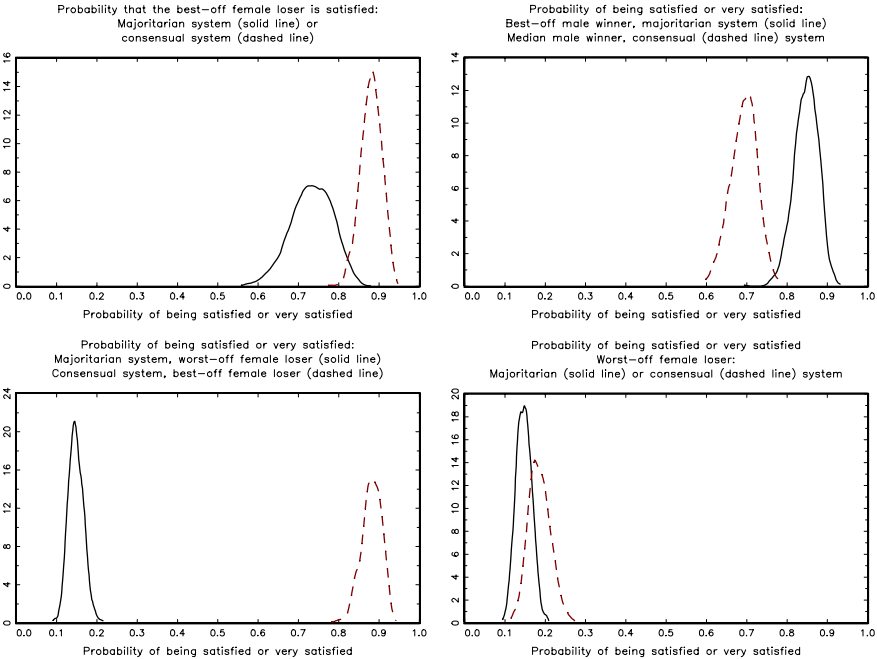 Probability that the best-off female loser is satisfied:
Majoritarian system (solid line) or
consensual system (dashed line)
16
14
12
10
8
6
4
2
0
0.0 0.1 0.2 0.3 0.4 0.5 0.6 0.7 0.8 0.9 1.0
Probability of being satisfied or very satisfied
Probability of being satisfied or very satisfied:
Best-off male winner, majoritarian system (solid line)
Median male winner, consensual (dashed line) system
14
12
10
8
6
4
2
0
0.0 0.1 0.2 0.3 0.4 0.5 0.6 0.7 0.8 0.9 1.0
Probability of being satisfied or very satisfied
Probability of being satisfied or very satisfied:
Majoritarian system, worst-off female loser (solid line)
Consensual system, best-off female loser (dashed line)
24
20
16
12
8
4
0
0.0 0.1 0.2 0.3 0.4 0.5 0.6 0.7 0.8 0.9 1.0
Probability of being satisfied or very satisfied
Probability of being satisfied or very satisfied
Worst-off female loser:
Majoritarian (solid line) or consensual (dashed line) system
20
18
16
14
12
10
8
6
4
2
0
0.0 0.1 0.2 0.3 0.4 0.5 0.6 0.7 0.8 0.9 1.0
Probability of being satisfied or very satisfied